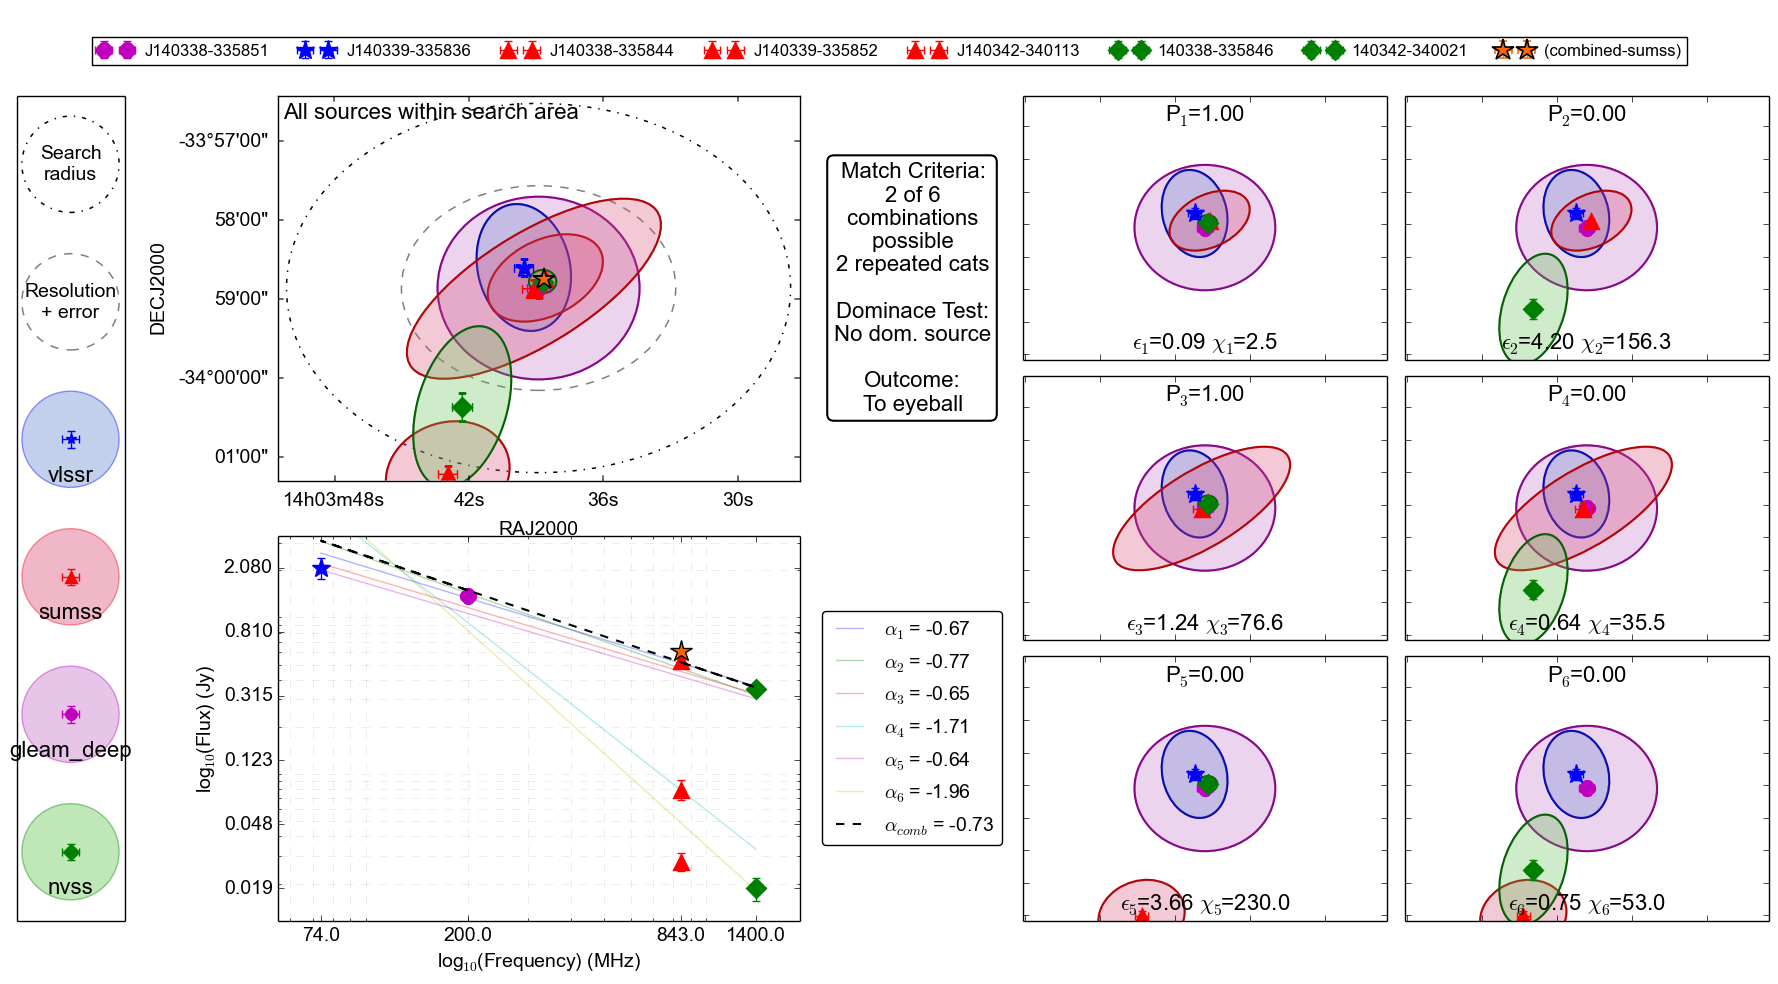 J140338-335851 J140339-335836 J140338-335844 J140339-335852 J140342-340113 140338-335846 140342-340021 (combined-sumss)
Search
radius
Resolution
+ error
vlssr
sumss
gleam_deep
nvss
All sources within search area
DECJ2000
-33°57'00"
58'00"
59'00"
-34°00'00"
01'00"
14h03m48s 42s 36s 30s
RAJ2000
log10(Flux) (Jy)
2.080
0.810
0.315
0.123
0.048
0.019
74.0 200.0 843.0 1400.0
log10(Frequency) (MHz)
Match Criteria:
2 of 6
combinations
possible
2 repeated cats
Dominace Test:
No dom. source
Outcome:
To eyeball
α1 = -0.67
α2 = -0.77
α3 = -0.65
α4 = -1.71
α5 = -0.64
α6 = -1.96
αcomb = -0.73
P1=1.00
ϵ1=0.09 χ1=2.5
P2=0.00
ϵ2=4.20 χ2=156.3
P3=1.00
ϵ3=1.24 χ3=76.6
P4=0.00
ϵ4=0.64 χ4=35.5
P5=0.00
ϵ5=3.66 χ5=230.0
P6=0.00
ϵ6=0.75 χ6=53.0